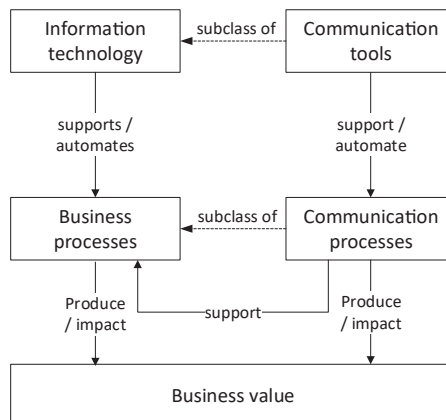 Information
technology
subclass of
Communication
tools
supports /
automates
support /
automate
Business
processes
subclass of
Communication
processes
Produce
/ impact
support
Produce
/ impact
Business value